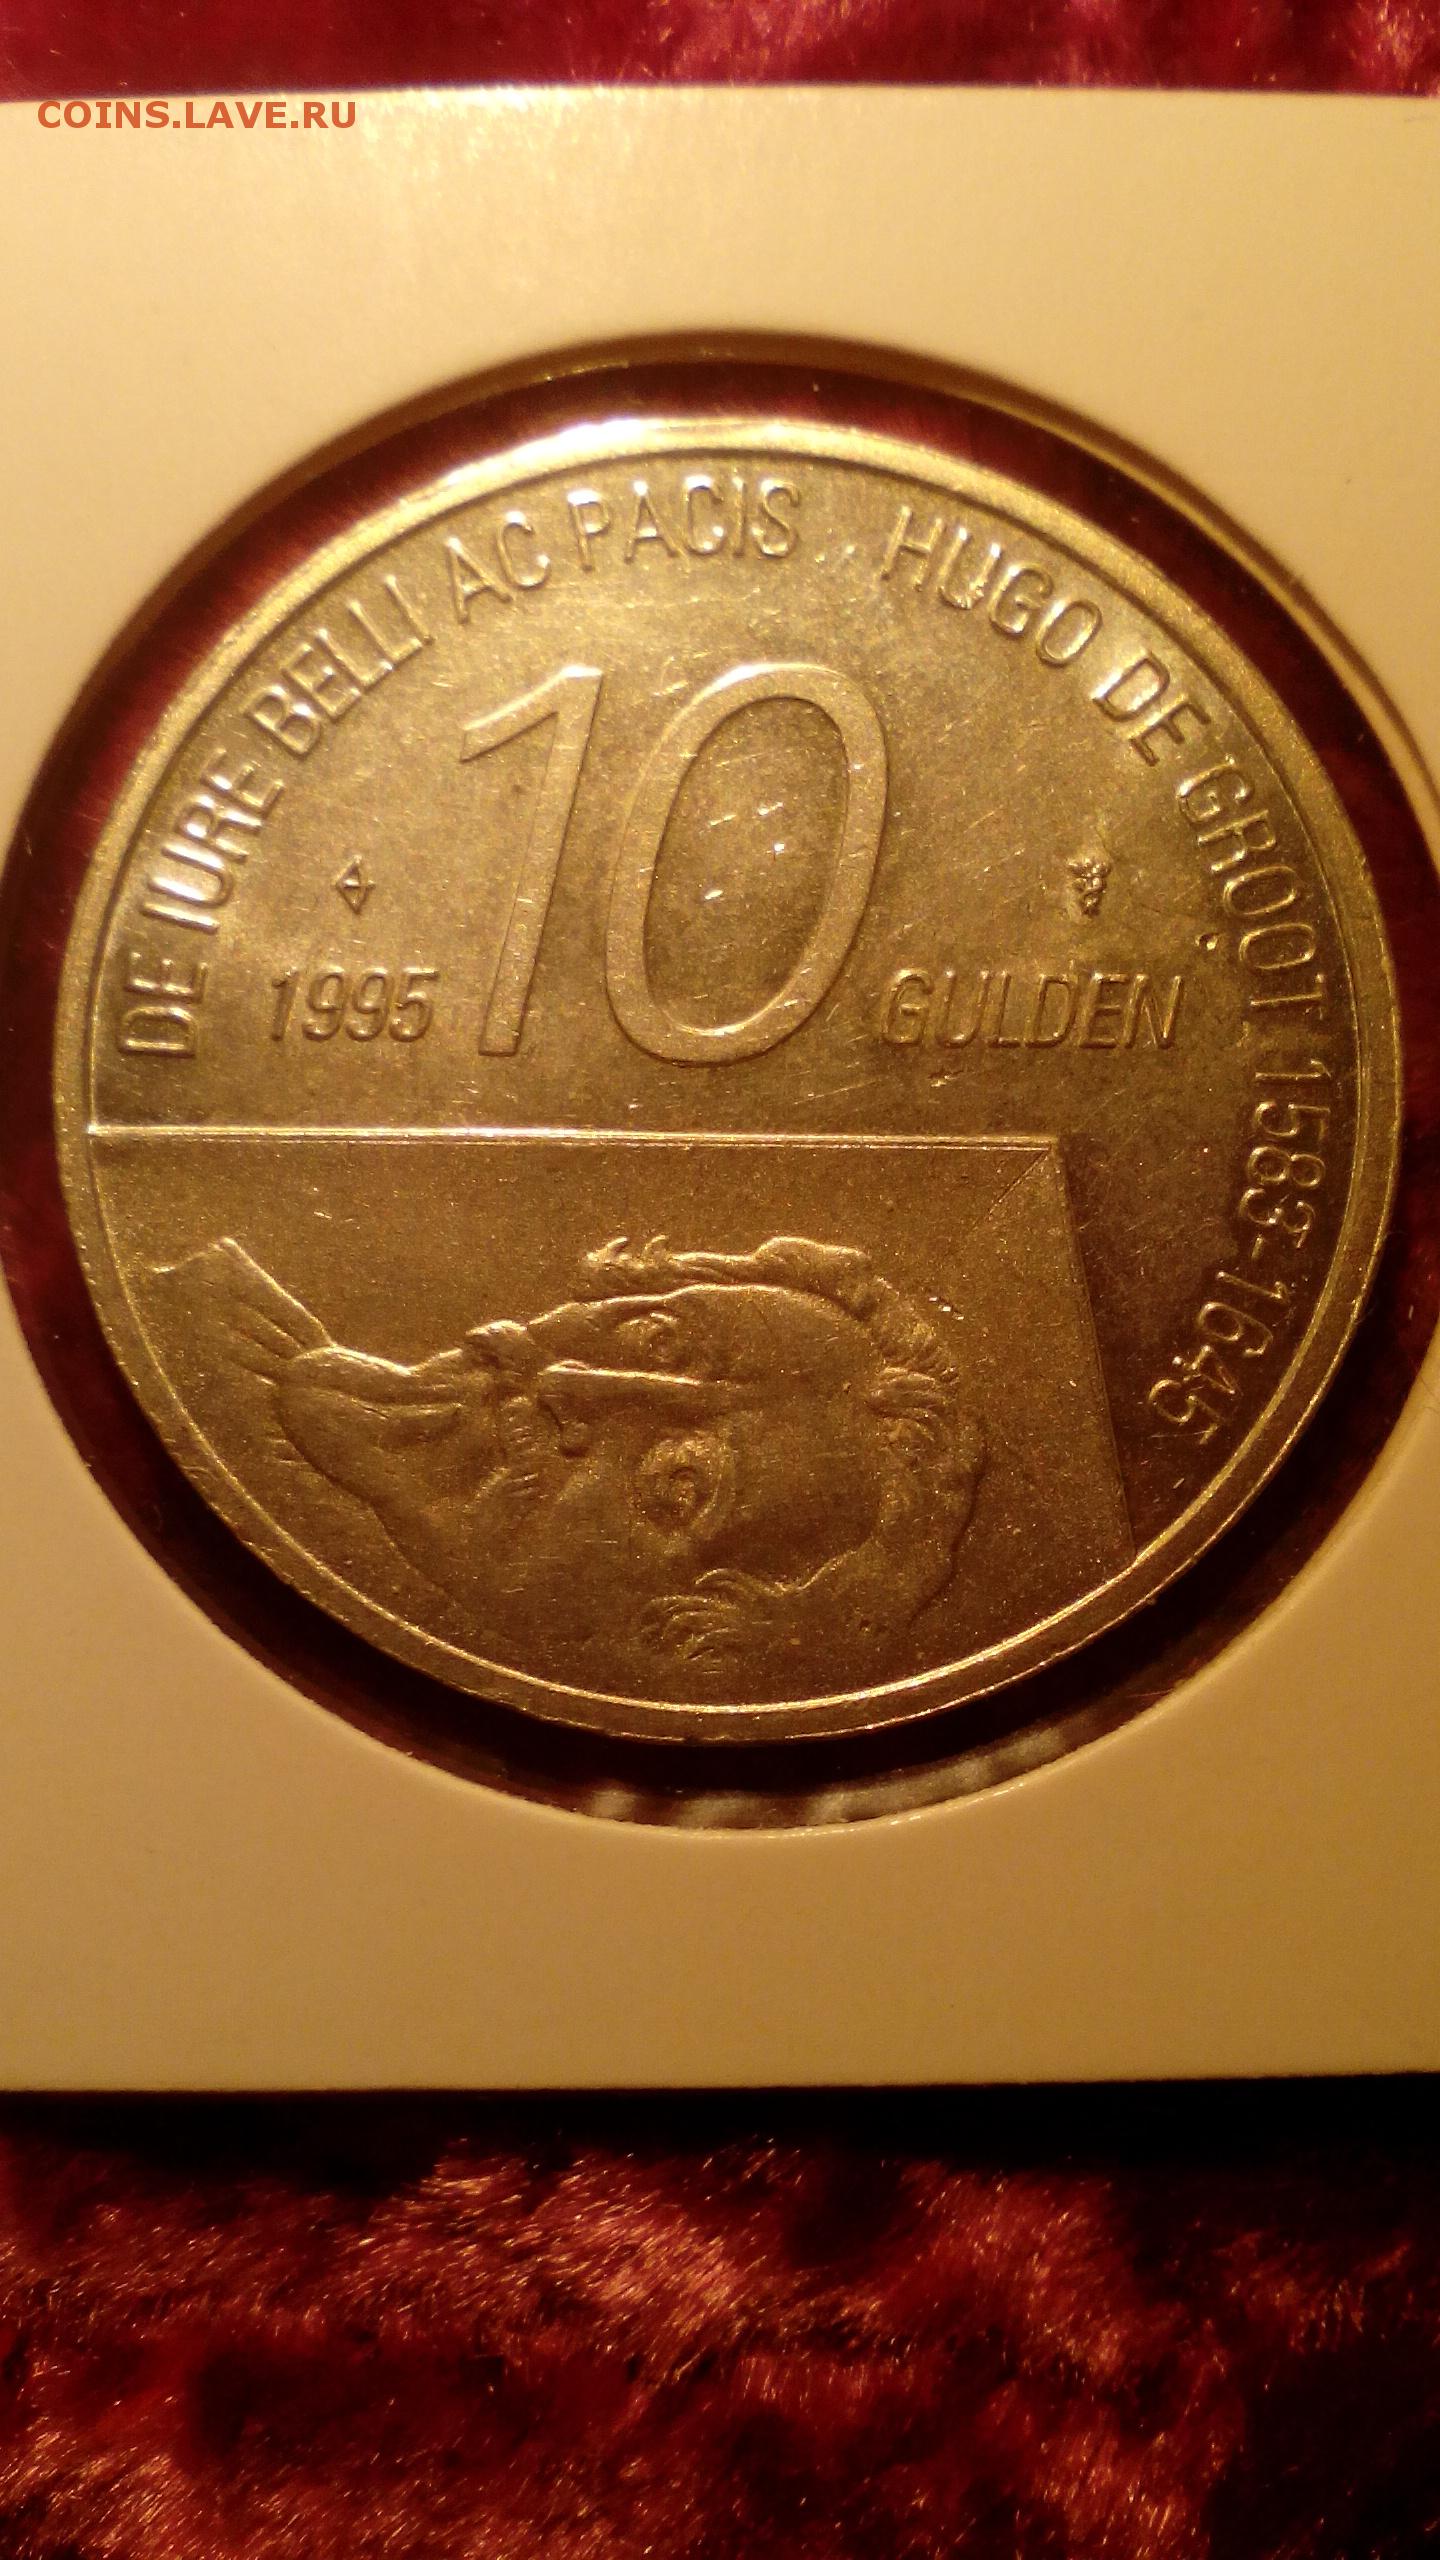 COINS.LAVE.RU
DE IURE BELLI AC PACIS HUGO DE GROOT 1583-1645
10
1995 GULDEN